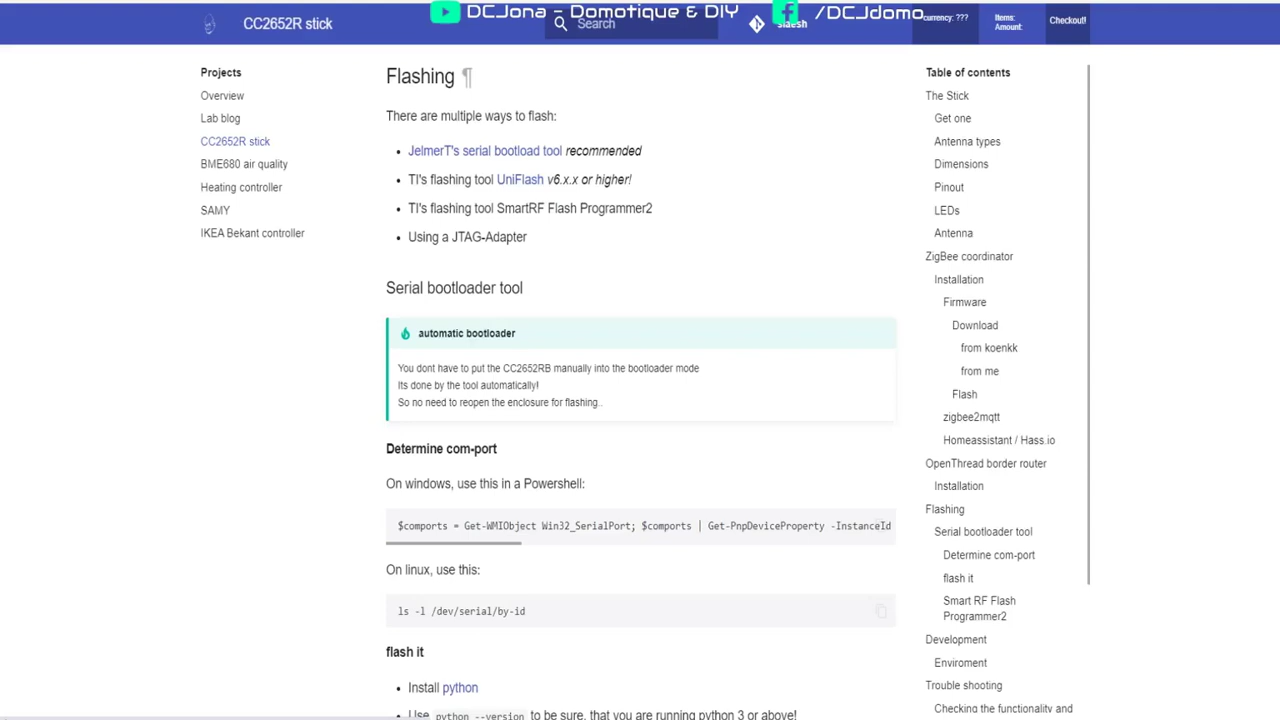 DCJona - Domotique & DIY
/DCJdomo
CC2652R stick
Search
slaesh
currency: ???
Items:
Amount:
Checkout!
Projects
Overview
Lab blog
CC2652R stick
BME680 air quality
Heating controller
SAMY
IKEA Bekant controller
Flashing ¶
There are multiple ways to flash:
JelmerT's serial bootload tool recommended
TI's flashing tool UniFlash v6.x.x or higher!
TI's flashing tool SmartRF Flash Programmer2
Using a JTAG-Adapter
Serial bootloader tool
automatic bootloader
You dont have to put the CC2652RB manually into the bootloader mode
Its done by the tool automatically!
So no need to reopen the enclosure for flashing..
Determine com-port
On windows, use this in a Powershell:
$comports = Get-WMIObject Win32_SerialPort; $comports | Get-PnpDeviceProperty -InstanceId
On linux, use this:
ls -l /dev/serial/by-id
flash it
Install python
Use python --version to be sure, that you are running python 3 or above!
Table of contents
The Stick
Get one
Antenna types
Dimensions
Pinout
LEDs
Antenna
ZigBee coordinator
Installation
Firmware
Download
from koenkk
from me
Flash
zigbee2mqtt
Homeassistant / Hass.io
OpenThread border router
Installation
Flashing
Serial bootloader tool
Determine com-port
flash it
Smart RF Flash
Programmer2
Development
Enviroment
Trouble shooting
Checking the functionality and